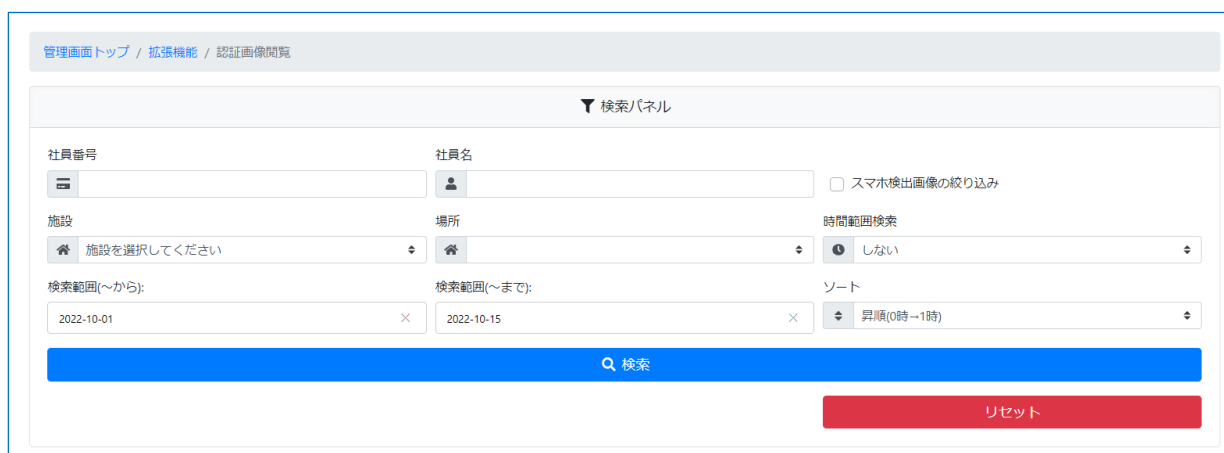 管理画面トップ / 拡張機能 / 認証画像閲覧
検索パネル
社員番号
社員名
スマホ検出画像の絞り込み
施設
場所
時間範囲検索
施設を選択してください
しない
検索範囲(～から):
検索範囲(～まで):
ソート
2022-10-01
2022-10-15
昇順(0時→1時)
検索
リセット